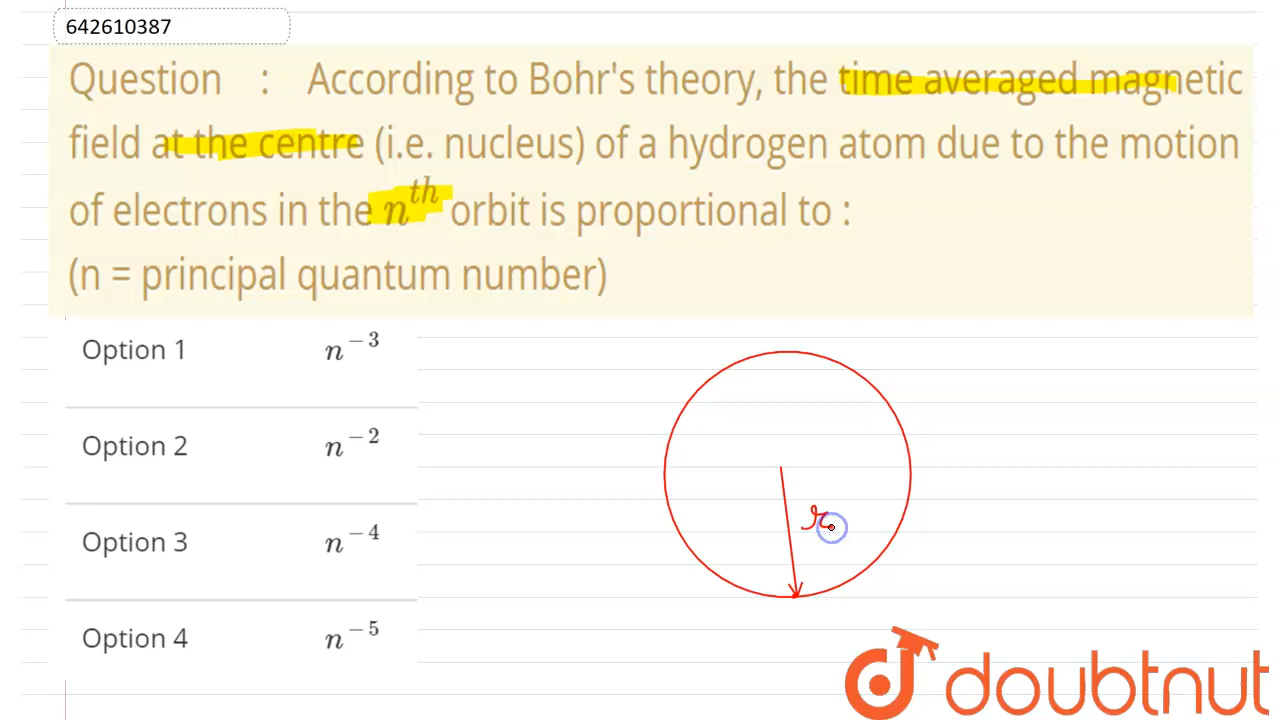 642610387
Question : According to Bohr's theory, the time averaged magnetic
field at the centre (i.e. nucleus) of a hydrogen atom due to the motion
of electrons in the n^{th} orbit is proportional to :
(n = principal quantum number)
Option 1 n^{-3}
Option 2 n^{-2}
Option 3 n^{-4}
Option 4 n^{-5}
r
doubtnut